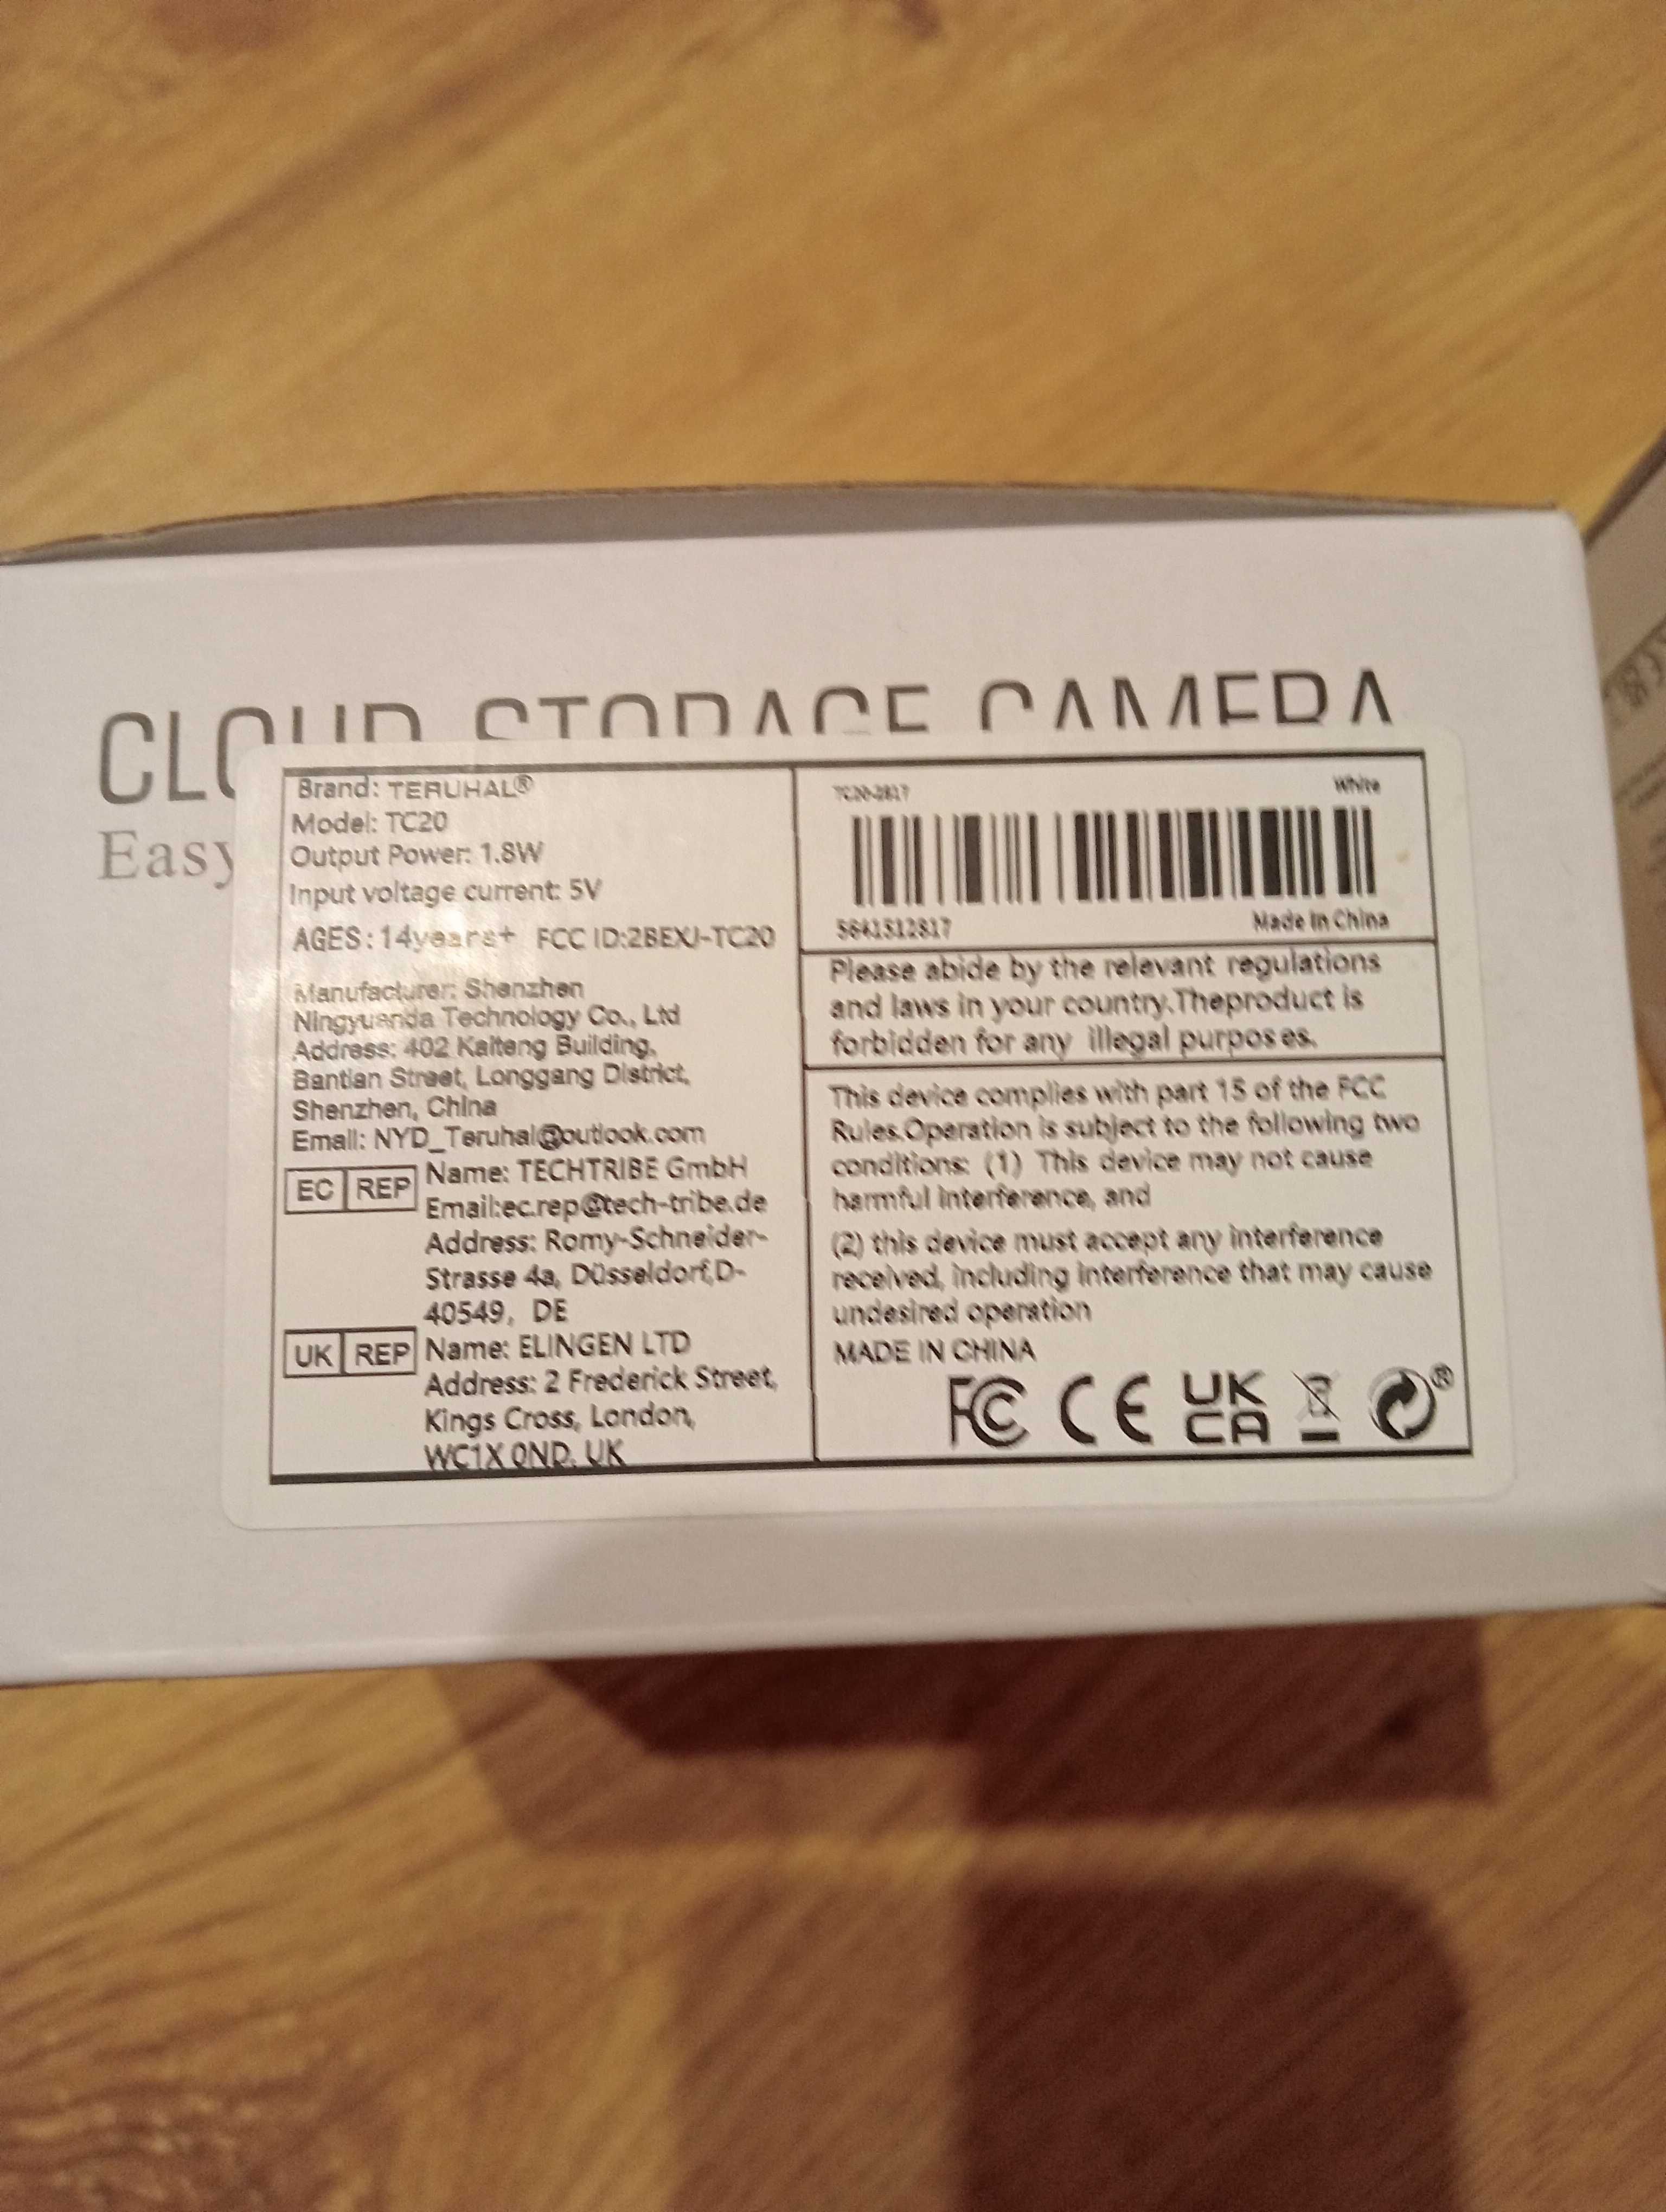 CLOUD STORAGE CAMERA
Easy
Brand: TERUHAL®
Model: TC20
Output Power: 1.8W
Input voltage current: 5V
AGES: 14years+ FCC ID:2BEXJ-TC20
Manufacturer: Shenzhen
Ningyuanda Technology Co., Ltd
Address: 402 Kaiteng Building,
Bantian Street, Longgang District,
Shenzhen, China
Email: NYD_Teruhal@outlook.com
EC REP
Name: TECHTRIBE GmbH
Email:ec.rep@tech-tribe.de
Address: Romy-Schneider-
Strasse 4a, Düsseldorf,D-
40549, DE
UK REP
Name: ELINGEN LTD
Address: 2 Frederick Street,
Kings Cross, London,
WC1X 0ND, UK
TC20-2817 White
5641512817 Made In China
Please abide by the relevant regulations
and laws in your country.Theproduct is
forbidden for any illegal purposes.
This device complies with part 15 of the FCC
Rules.Operation is subject to the following two
conditions: (1) This device may not cause
harmful interference, and
(2) this device must accept any interference
received, including interference that may cause
undesired operation
MADE IN CHINA
FC CE UK CA ®